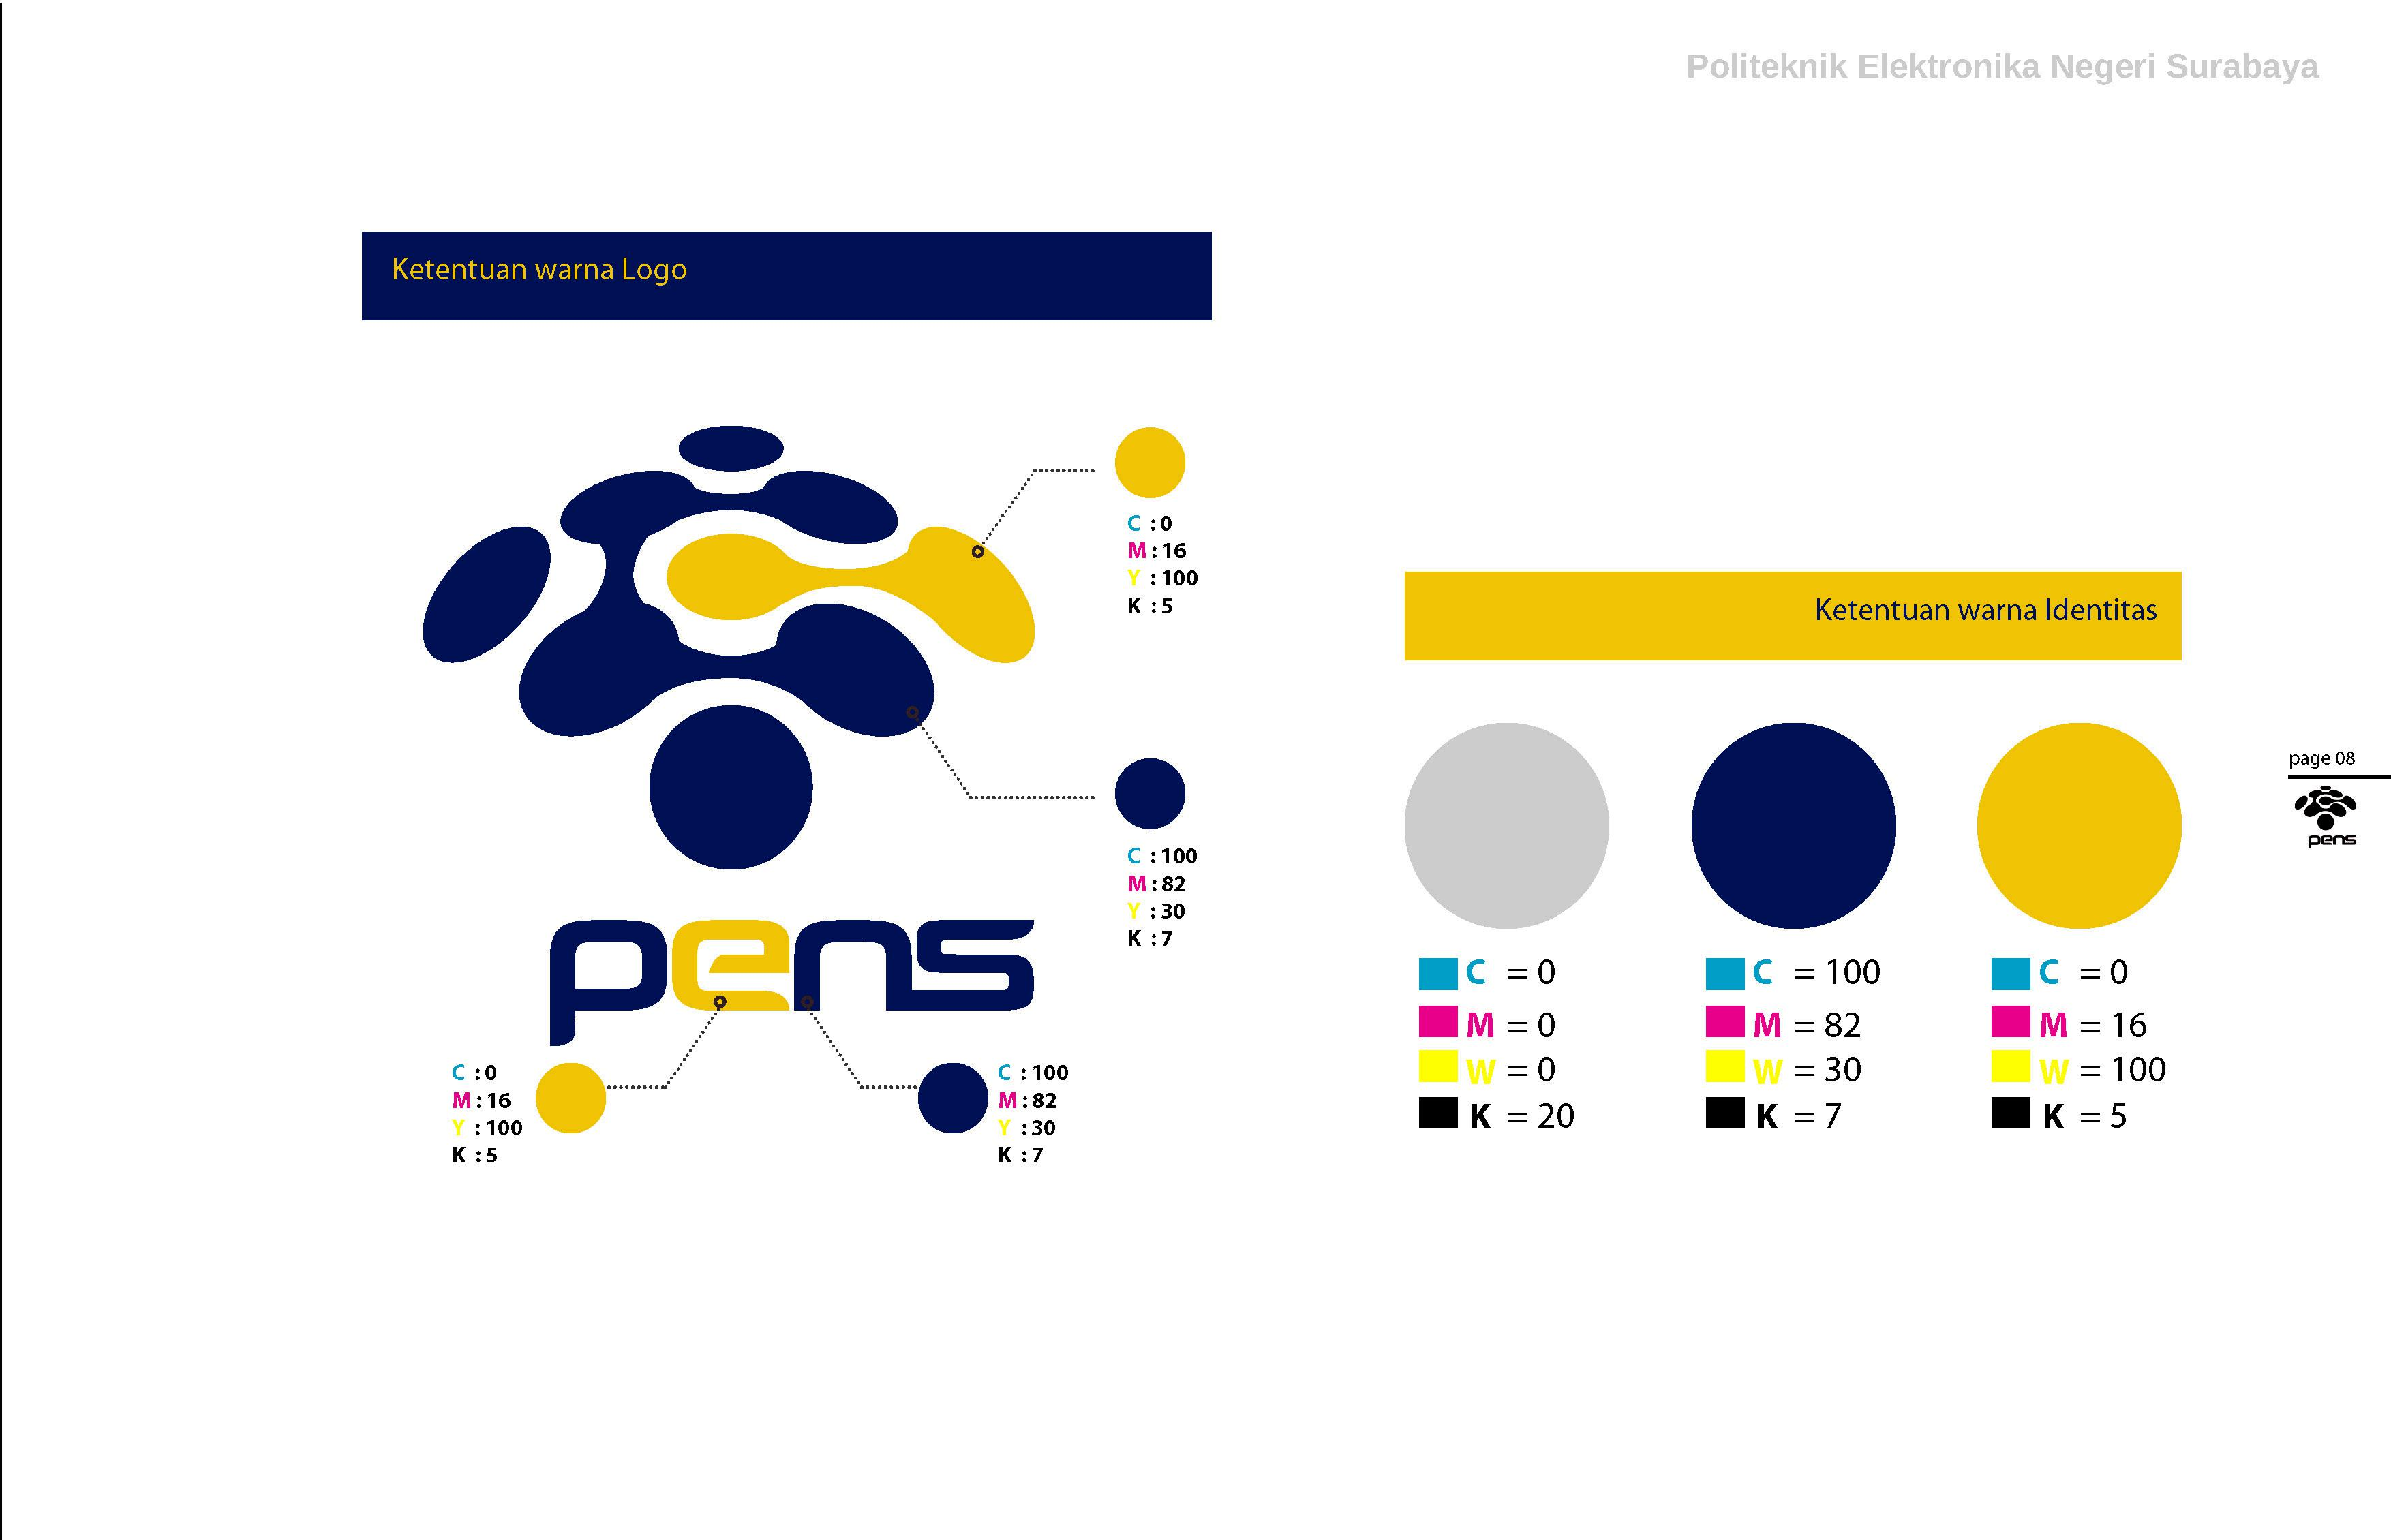 Politeknik Elektronika Negeri Surabaya
Ketentuan warna Logo
C : 0
M : 16
Y : 100
K : 5
C : 100
M : 82
Y : 30
K : 7
pens
C : 0
M : 16
Y : 100
K : 5
C : 100
M : 82
Y : 30
K : 7
Ketentuan warna Identitas
C = 0
M = 0
W = 0
K = 20
C = 100
M = 82
W = 30
K = 7
C = 0
M = 16
W = 100
K = 5
page 08
pens